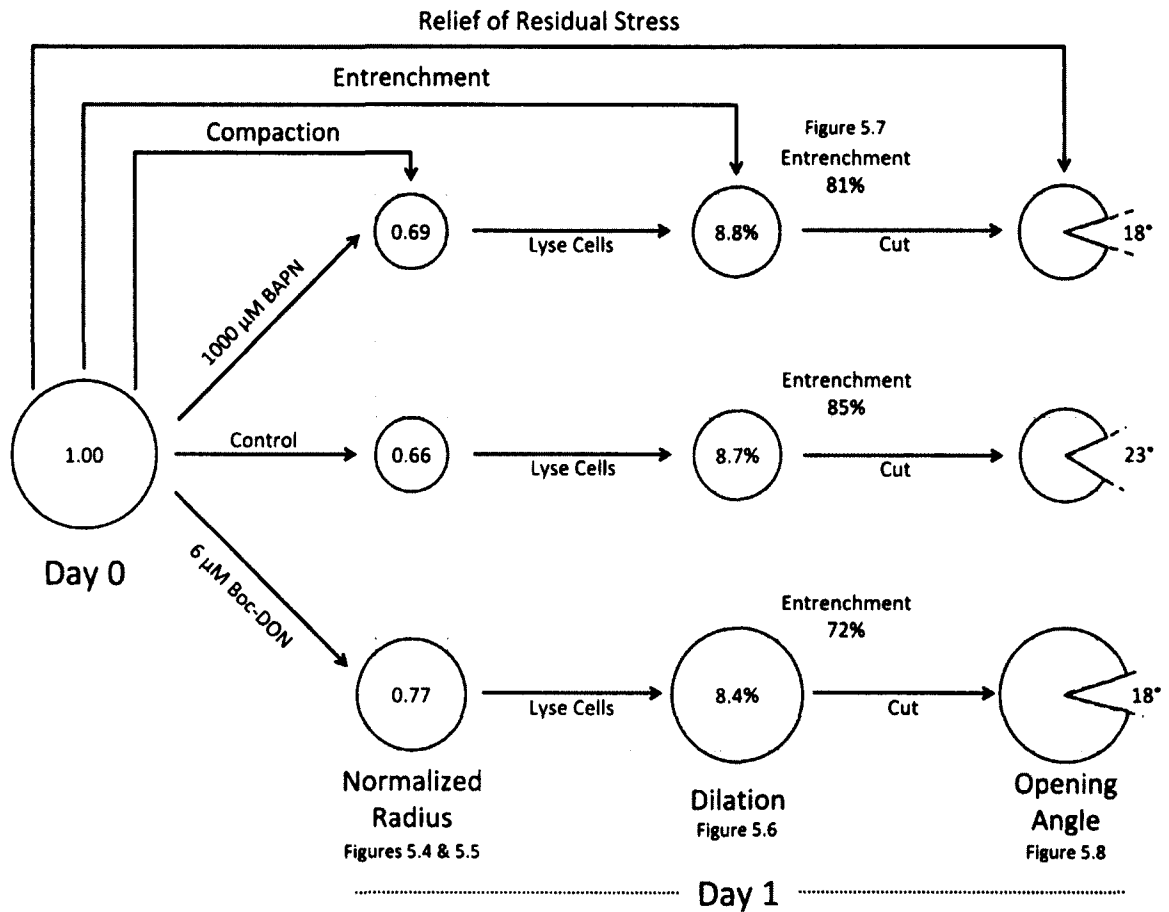 Relief of Residual Stress
Entrenchment
Compaction
Figure 5.7
Entrenchment
81%
0.69
Lyse Cells
8.8%
Cut
18°
1000 µM BAPN
Entrenchment
85%
1.00
Control
0.66
Lyse Cells
8.7%
Cut
23°
Day 0
6 µM Boc-DON
Entrenchment
72%
0.77
Lyse Cells
8.4%
Cut
18°
Normalized
Radius
Figures 5.4 & 5.5
Dilation
Figure 5.6
Opening
Angle
Figure 5.8
Day 1